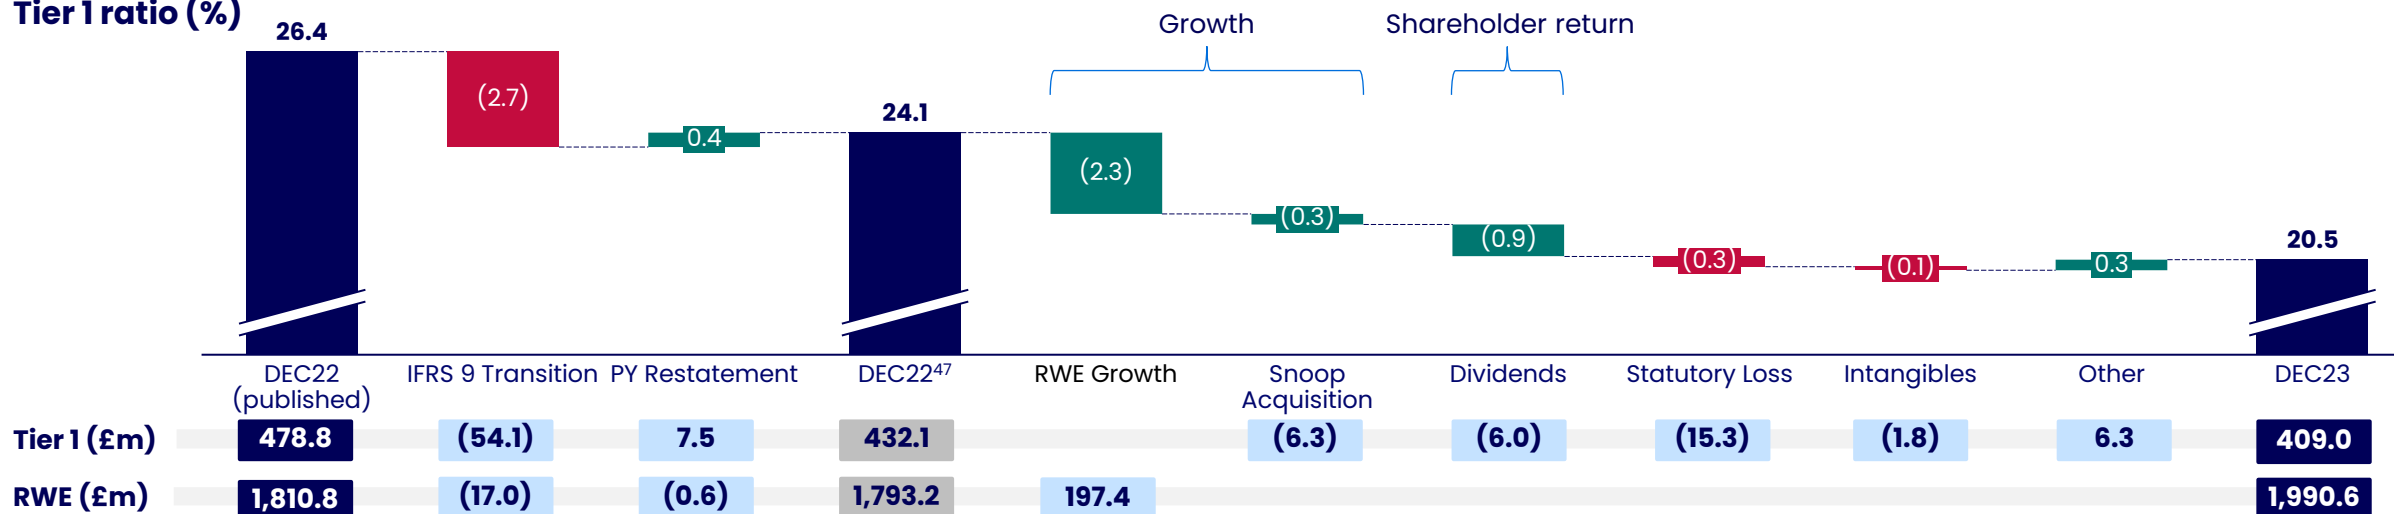 Tier 1 ratio (%)
Growth
Shareholder return
26.4
(2.7)
0.4
24.1
(2.3)
(0.3)
(0.9)
(0.3)
(0.1)
0.3
20.5
DEC22 (published)
IFRS 9 Transition
PY Restatement
DEC22⁴⁷
RWE Growth
Snoop Acquisition
Dividends
Statutory Loss
Intangibles
Other
DEC23
Tier 1 (£m) 478.8 (54.1) 7.5 432.1 (6.3) (6.0) (15.3) (1.8) 6.3 409.0
RWE (£m) 1,810.8 (17.0) (0.6) 1,793.2 197.4 1,990.6